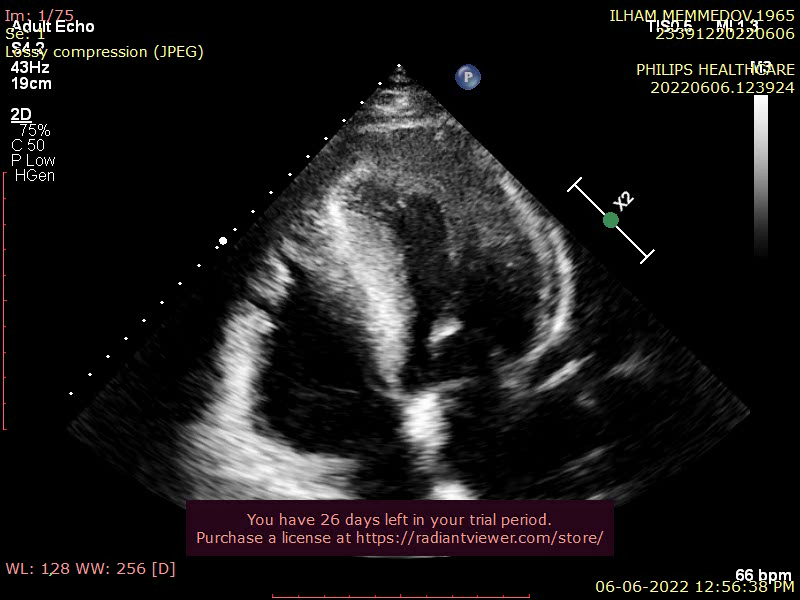 Im: 1/75
Adult Echo
Se: 1
S4-2
Lossy compression (JPEG)
43Hz
19cm
2D
75%
C 50
P Low
HGen
ILHAM MEMMEDOV,1965
TIS0.6 MI 1.3
23391220220606
PHILIPS HEALTHCARE
M3
20220606.123924
P
X2
You have 26 days left in your trial period.
Purchase a license at https://radiantviewer.com/store/
WL: 128 WW: 256 [D]
66 bpm
06-06-2022 12:56:38 PM